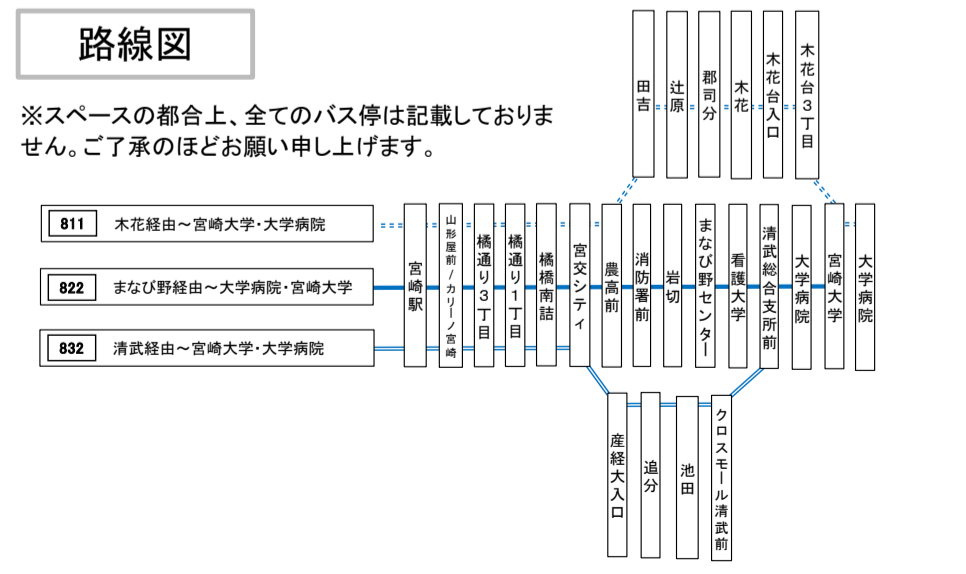 路線図
※スペースの都合上、全てのバス停は記載しておりま
せん。ご了承のほどお願い申し上げます。
田吉
辻原
郡司分
木花
木花台入口
木花台３丁目
811 木花経由～宮崎大学・大学病院
822 まなび野経由～大学病院・宮崎大学
832 清武経由～宮崎大学・大学病院
宮崎駅
山形屋前/カリーノ宮崎
橘通り３丁目
橘通り１丁目
橘橋南詰
宮交シティ
農高前
消防署前
岩切
まなび野センター
看護大学
清武総合支所前
大学病院
宮崎大学
大学病院
産経大入口
追分
池田
クロスモール清武前